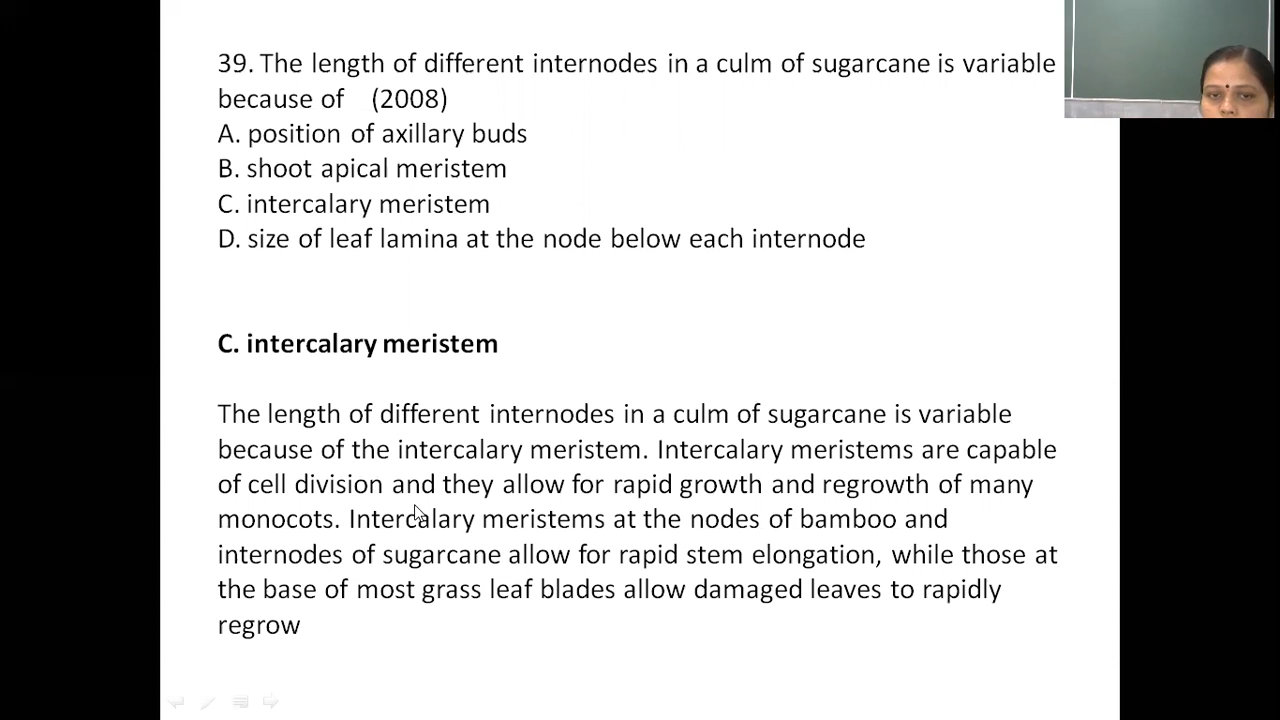 39. The length of different internodes in a culm of sugarcane is variable
because of (2008)
A. position of axillary buds
B. shoot apical meristem
C. intercalary meristem
D. size of leaf lamina at the node below each internode
C. intercalary meristem
The length of different internodes in a culm of sugarcane is variable
because of the intercalary meristem. Intercalary meristems are capable
of cell division and they allow for rapid growth and regrowth of many
monocots. Intercalary meristems at the nodes of bamboo and
internodes of sugarcane allow for rapid stem elongation, while those at
the base of most grass leaf blades allow damaged leaves to rapidly
regrow